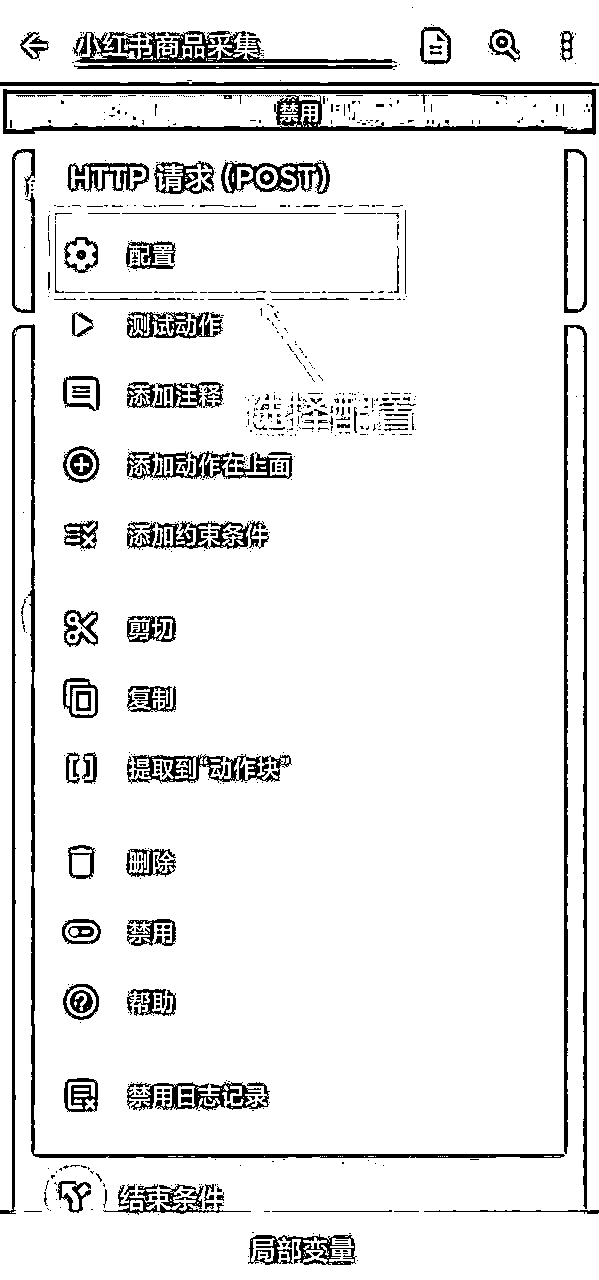 小红书商品采集
禁用
HTTP 请求 (POST)
配置
测试动作
添加注释
选择配置
添加动作在上面
添加约束条件
剪切
复制
提取到“动作块”
删除
禁用
帮助
禁用日志记录
结束条件
局部变量